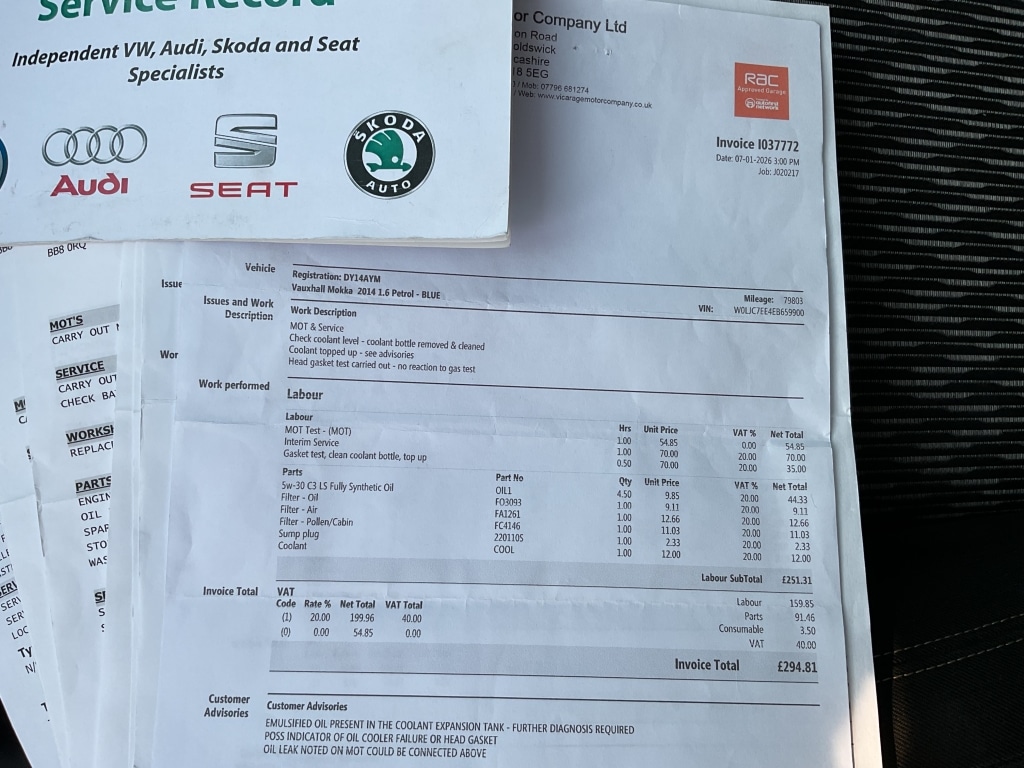 Service Record
Independent VW, Audi, Skoda and Seat
Specialists
Audi
SEAT
ŠKODA
AUTO
or Company Ltd
on Road
oldswick
cashire
8 5EG
/ Mob: 07796 681274
/ Web: www.vicaragemotorcompany.co.uk
RAC
Approved Garage
Invoice I037772
Date: 07-01-2026 3:00 PM
Job: J020217
BB8 0RQ
Issue
Wor
MOT'S
CARRY OUT
SERVICE
CARRY OUT
CHECK BA
WORKS
REPLAC
PARTS
ENGIN
OIL
SPAR
STO
WAS
Vehicle
Registration: DY14AYM
Vauxhall Mokka 2014 1.6 Petrol - BLUE
Mileage: 79803
VIN: W0LJC7EE4EB659900
Issues and Work
Description
Work Description
MOT & Service
Check coolant level - coolant bottle removed & cleaned
Coolant topped up - see advisories
Head gasket test carried out - no reaction to gas test
Work performed
Labour
Labour Hrs Unit Price VAT % Net Total
MOT Test - (MOT) 1.00 54.85 0.00 54.85
Interim Service 1.00 70.00 20.00 70.00
Gasket test, clean coolant bottle, top up 0.50 70.00 20.00 35.00
Parts Part No Qty Unit Price VAT % Net Total
5w-30 C3 LS Fully Synthetic Oil OIL1 4.50 9.85 20.00 44.33
Filter - Oil FO3093 1.00 9.11 20.00 9.11
Filter - Air FA1261 1.00 12.66 20.00 12.66
Filter - Pollen/Cabin FC4146 1.00 11.03 20.00 11.03
Sump plug 220110S 1.00 2.33 20.00 2.33
Coolant COOL 1.00 12.00 20.00 12.00
Labour SubTotal £251.31
Invoice Total
VAT
Code Rate % Net Total VAT Total
(1) 20.00 199.96 40.00
(0) 0.00 54.85 0.00
Labour 159.85
Parts 91.46
Consumable 3.50
VAT 40.00
Invoice Total £294.81
Customer
Advisories
Customer Advisories
EMULSIFIED OIL PRESENT IN THE COOLANT EXPANSION TANK - FURTHER DIAGNOSIS REQUIRED
POSS INDICATOR OF OIL COOLER FAILURE OR HEAD GASKET
OIL LEAK NOTED ON MOT COULD BE CONNECTED ABOVE